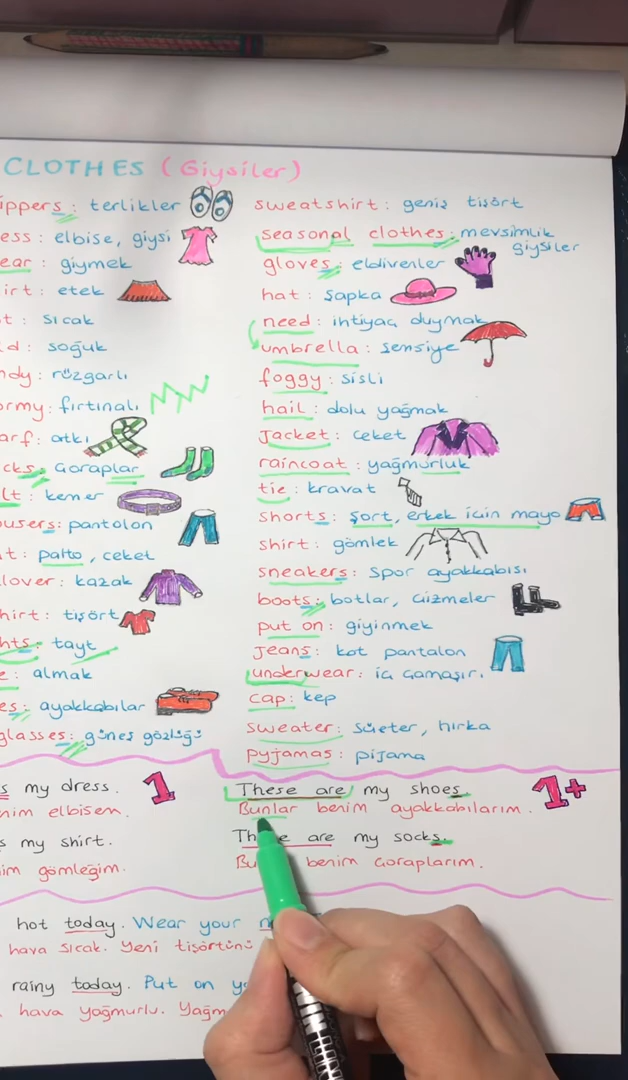 CLOTHES (Giysiler)
ippers: terlikler
ess: elbise, giysi
ear: giymek
irt: etek
t: sıcak
d: soğuk
ndy: rüzgarlı
ormy: fırtınalı
arf: atkı
cks: çoraplar
lt: kemer
ousers: pantolon
t: palto, ceket
lover: kazak
hirt: tişört
hts: tayt
e: almak
es: ayakkabılar
glasses: güneş gözlüğü
sweatshirt: geniş tişört
seasonal clothes: mevsimlik
giysiler
gloves: eldivenler
hat: şapka
need: ihtiyaç duymak
umbrella: şemsiye
foggy: sisli
hail: dolu yağmak
Jacket: ceket
raincoat: yağmurluk
tie: kravat
shorts: şort, erkek için mayo
shirt: gömlek
sneakers: spor ayakkabısı
boots: botlar, çizmeler
put on: giyinmek
jeans: kot pantolon
underwear: iç çamaşır.
cap: kep
sweater: süeter, hırka
pyjamas: pijama
s my dress. 1
nim elbisem.
s my shirt.
im gömleğim.
These are my shoes 1+
Bunlar benim ayakkabılarım.
are my socks.
Bu benim çoraplarım.
hot today. Wear your
hava sıcak. Yeni tişörtünü
rainy today. Put on
hava yağmurlu. Yağm